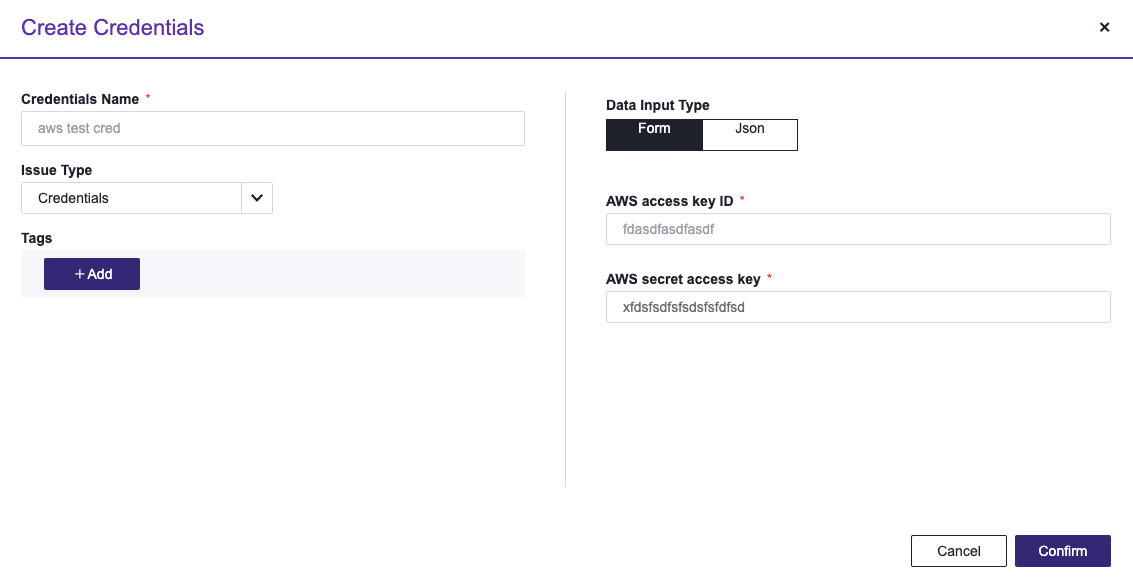 Create Credentials
×
Credentials Name *
aws test cred
Issue Type
Credentials
Tags
+ Add
Data Input Type
Form
Json
AWS access key ID *
fdasdfasdfasdf
AWS secret access key *
xfdsfsdfsfsdsfsfdfsd
Cancel
Confirm